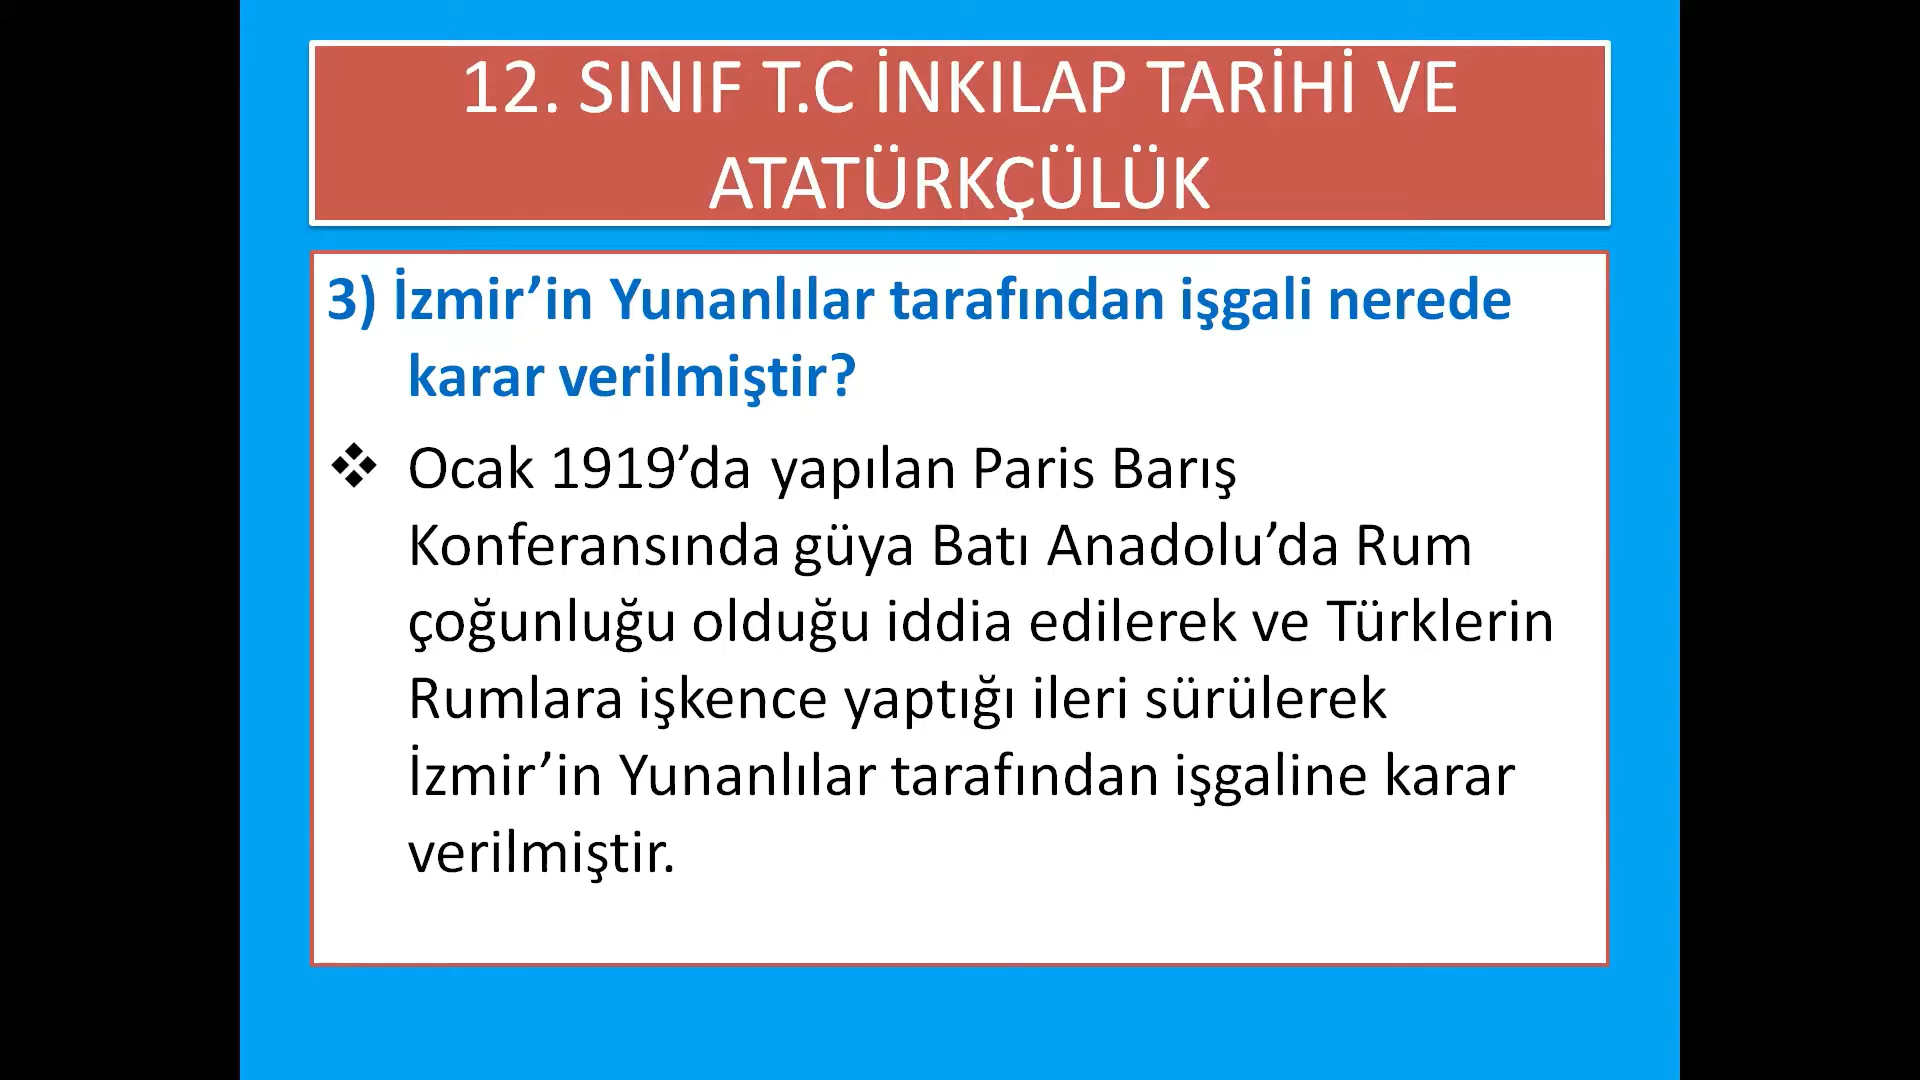 12. SINIF T.C İNKILAP TARİHİ VE
ATATÜRKÇÜLÜK
3) İzmir’in Yunanlılar tarafından işgali nerede
karar verilmiştir?
❖ Ocak 1919’da yapılan Paris Barış
Konferansında güya Batı Anadolu’da Rum
çoğunluğu olduğu iddia edilerek ve Türklerin
Rumlara işkence yaptığı ileri sürülerek
İzmir’in Yunanlılar tarafından işgaline karar
verilmiştir.